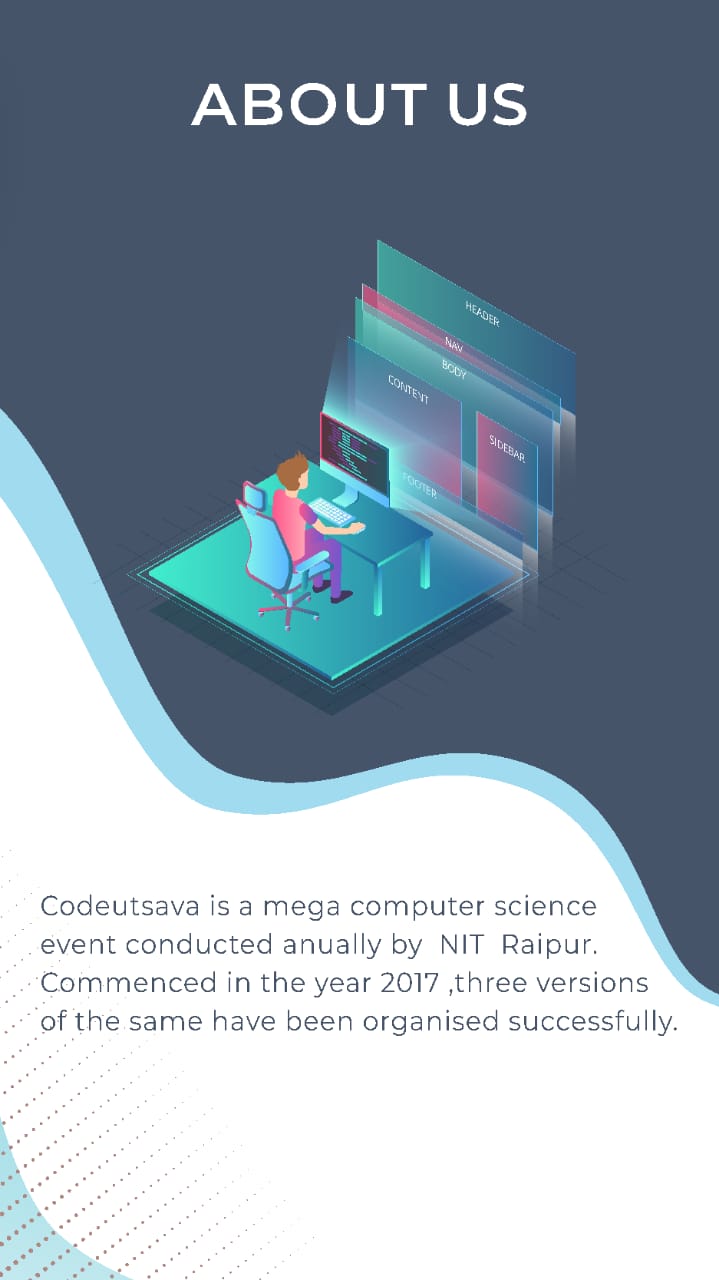 ABOUT US
HEADER
NAV
BODY
CONTENT
SIDEBAR
FOOTER
Codeutsava is a mega computer science
event conducted anually by  NIT  Raipur.
Commenced in the year 2017 ,three versions
of the same have been organised successfully.